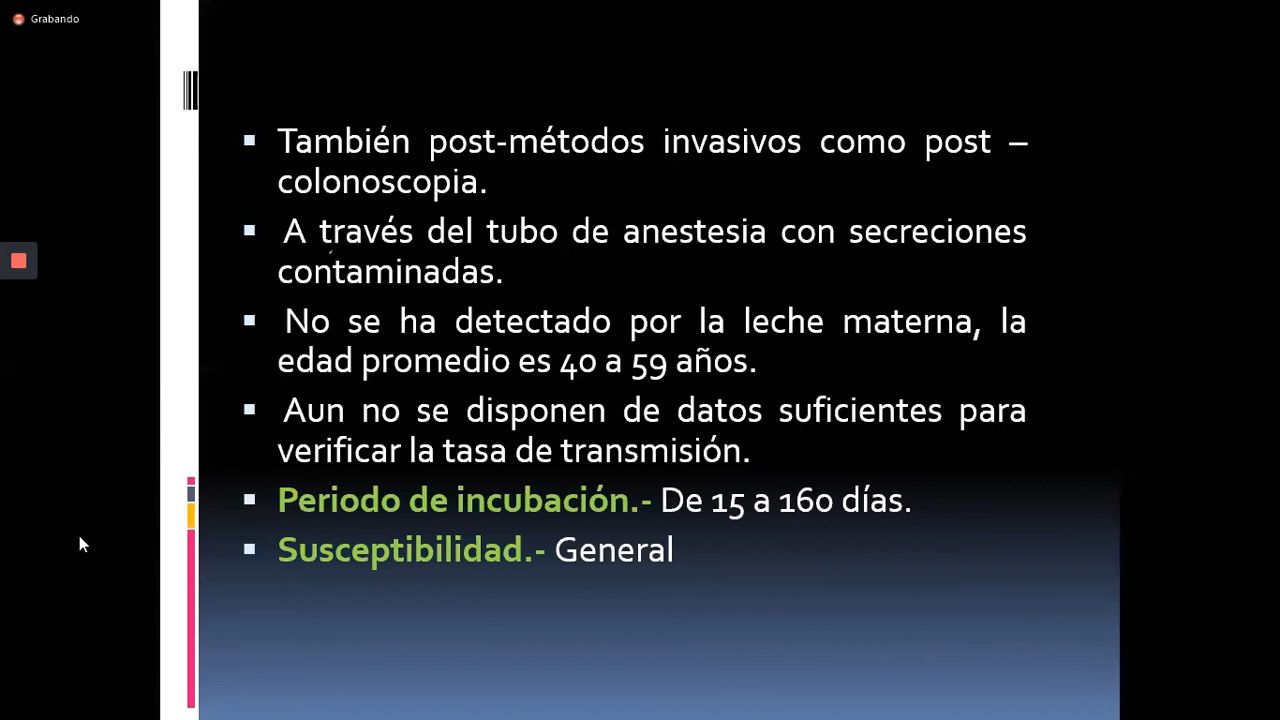 Grabando
También post-métodos invasivos como post –
colonoscopia.
A través del tubo de anestesia con secreciones
contaminadas.
No se ha detectado por la leche materna, la
edad promedio es 40 a 59 años.
Aun no se disponen de datos suficientes para
verificar la tasa de transmisión.
Periodo de incubación.- De 15 a 160 días.
Susceptibilidad.- General